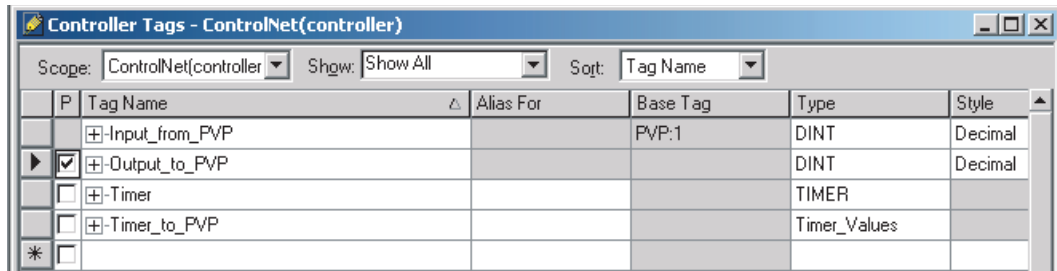 Controller Tags - ControlNet(controller)
Scope: ControlNet(controller Show: Show All Sort: Tag Name
P Tag Name Alias For Base Tag Type Style
Input_from_PVP PVP:1 DINT Decimal
Output_to_PVP DINT Decimal
Timer TIMER
Timer_to_PVP Timer_Values